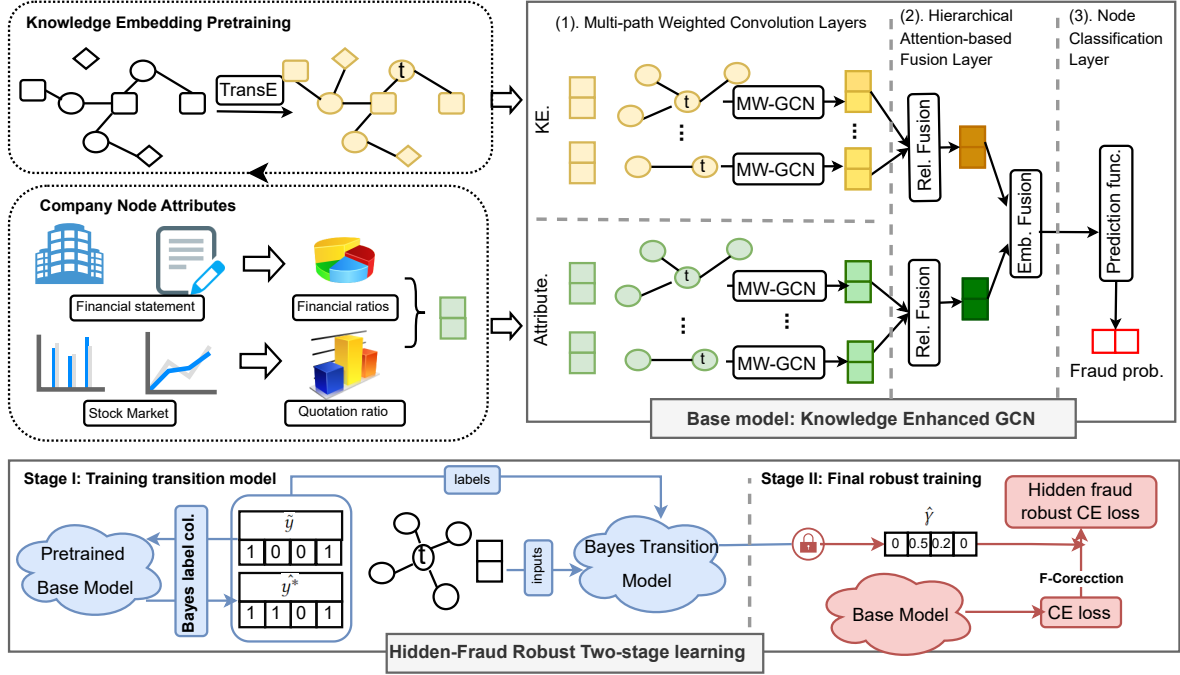 Knowledge Embedding Pretraining
TransE
t
Company Node Attributes
Financial statement
Financial ratios
Stock Market
Quotation ratio
(1). Multi-path Weighted Convolution Layers
(2). Hierarchical
Attention-based
Fusion Layer
(3). Node
Classification
Layer
KE.
t
MW-GCN
...
...
t
MW-GCN
Rel. Fusion
Attribute.
t
MW-GCN
...
...
t
MW-GCN
Rel. Fusion
Emb. Fusion
Prediction func.
Fraud prob.
Base model: Knowledge Enhanced GCN
Stage I: Training transition model
Pretrained
Base Model
Bayes label col.
ỹ
1 0 0 1
ŷ*
1 1 0 1
labels
t
inputs
Bayes Transition
Model
Stage II: Final robust training
γ̂
0 0.5 0.2 0
Hidden fraud
robust CE loss
F-Corecction
Base Model
CE loss
Hidden-Fraud Robust Two-stage learning